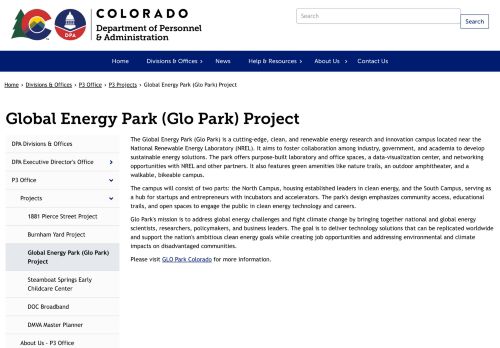 COLORADO
Department of Personnel
& Administration
DPA
Search
Search
Home
Divisions & Offices
News
Help & Resources
About Us
Contact Us
Home › Divisions & Offices › P3 Office › P3 Projects › Global Energy Park (Glo Park) Project
Global Energy Park (Glo Park) Project
DPA Divisions & Offices
DPA Executive Director's Office
P3 Office
Projects
1881 Pierce Street Project
Burnham Yard Project
Global Energy Park (Glo Park)
Project
Steamboat Springs Early
Childcare Center
DOC Broadband
DMVA Master Planner
About Us - P3 Office
The Global Energy Park (Glo Park) is a cutting-edge, clean, and renewable energy research and innovation campus located near the
National Renewable Energy Laboratory (NREL). It aims to foster collaboration among industry, government, and academia to develop
sustainable energy solutions. The park offers purpose-built laboratory and office spaces, a data-visualization center, and networking
opportunities with NREL and other partners. It also features green amenities like nature trails, an outdoor amphitheater, and a
walkable, bikeable campus.
The campus will consist of two parts: the North Campus, housing established leaders in clean energy, and the South Campus, serving as
a hub for startups and entrepreneurs with incubators and accelerators. The park's design emphasizes community access, educational
trails, and open spaces to engage the public in clean energy technology and careers.
Glo Park's mission is to address global energy challenges and fight climate change by bringing together national and global energy
scientists, researchers, policymakers, and business leaders. The goal is to deliver technology solutions that can be replicated worldwide
and support the nation's ambitious clean energy goals while creating job opportunities and addressing environmental and climate
impacts on disadvantaged communities.
Please visit GLO Park Colorado for more information.